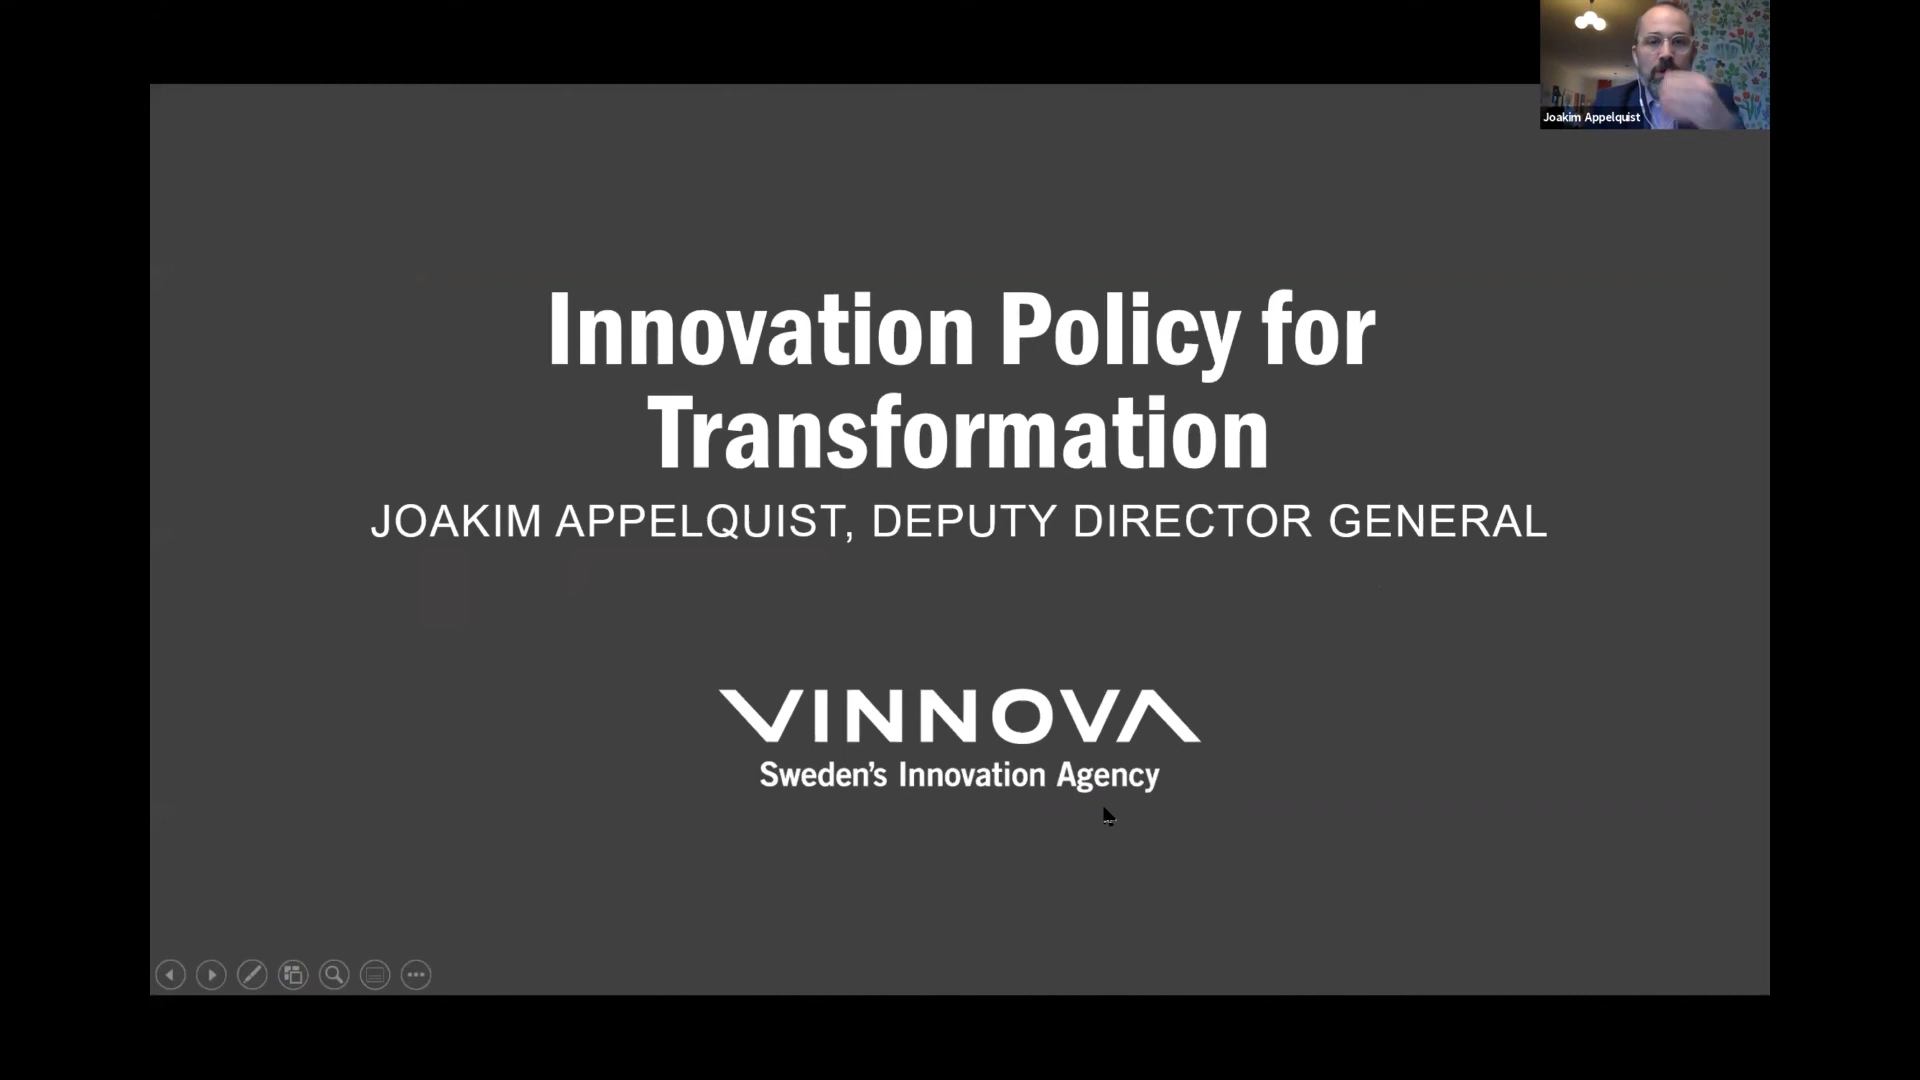 Joakim Appelquist
Innovation Policy for
Transformation
JOAKIM APPELQUIST, DEPUTY DIRECTOR GENERAL
VINNOVA
Sweden's Innovation Agency